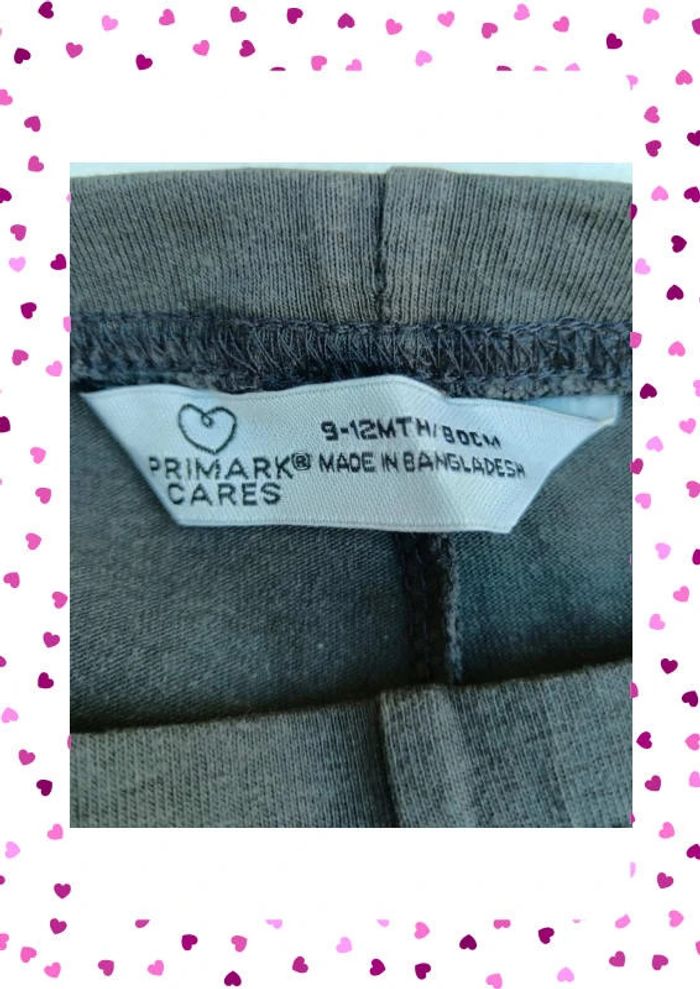 9-12MTH/80CM
PRIMARK® MADE IN BANGLADESH
CARES